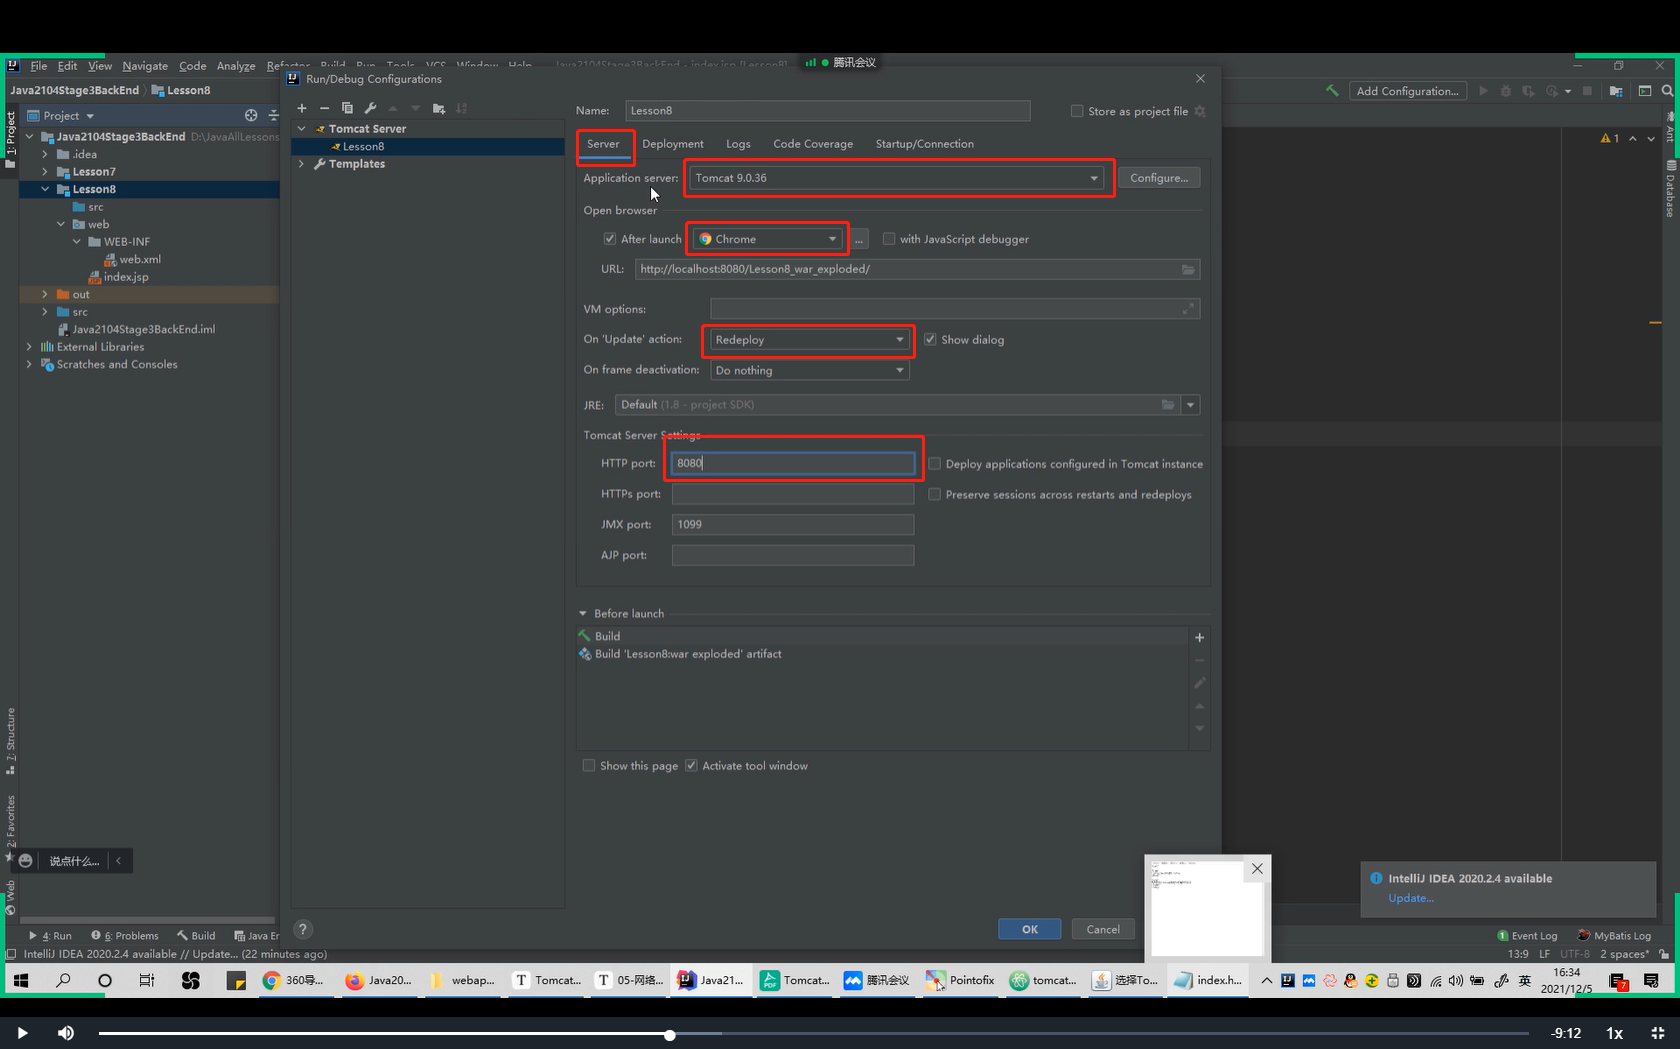 腾讯会议
File Edit View Navigate Code Analyze Refactor Build Run Tools VCS Window Help Java2104Stage3BackEnd - index.jsp [Lesson8]
Run/Debug Configurations
Java2104Stage3BackEnd Lesson8
Add Configuration...
Project
1: Project
Java2104Stage3BackEnd D:\JavaAllLessons
.idea
Lesson7
Lesson8
src
web
WEB-INF
web.xml
index.jsp
out
src
Java2104Stage3BackEnd.iml
External Libraries
Scratches and Consoles
Tomcat Server
Lesson8
Templates
Name: Lesson8
Store as project file
Server Deployment Logs Code Coverage Startup/Connection
Application server: Tomcat 9.0.36 Configure...
Open browser
After launch Chrome ... with JavaScript debugger
URL: http://localhost:8080/Lesson8_war_exploded/
VM options:
On 'Update' action: Redeploy Show dialog
On frame deactivation: Do nothing
JRE: Default (1.8 - project SDK)
Tomcat Server Settings
HTTP port: 8080 Deploy applications configured in Tomcat instance
HTTPs port: Preserve sessions across restarts and redeploys
JMX port: 1099
AJP port:
Before launch
Build
Build 'Lesson8:war exploded' artifact
Show this page Activate tool window
OK Cancel
1
Ant
Database
7: Structure
2: Favorites
Web
说点什么...
IntelliJ IDEA 2020.2.4 available
Update...
4: Run 6: Problems Build Java Er
1 Event Log MyBatis Log
IntelliJ IDEA 2020.2.4 available // Update... (22 minutes ago)
13:9 LF UTF-8 2 spaces*
360导... Java20... webap... Tomcat... 05-网络... Java21... Tomcat... 腾讯会议 Pointofix tomcat... 选择To... index.h...
英
16:34
2021/12/5
7
-9:12 1x